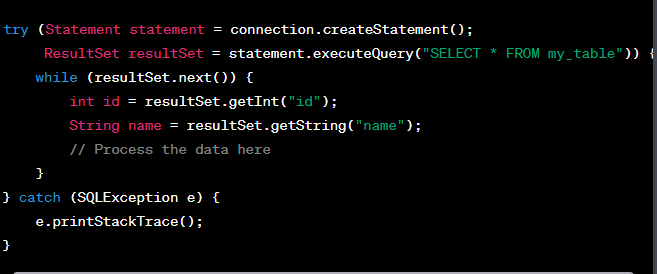 try (Statement statement = connection.createStatement();
     ResultSet resultSet = statement.executeQuery("SELECT * FROM my_table")) {
    while (resultSet.next()) {
        int id = resultSet.getInt("id");
        String name = resultSet.getString("name");
        // Process the data here
    }
} catch (SQLException e) {
    e.printStackTrace();
}